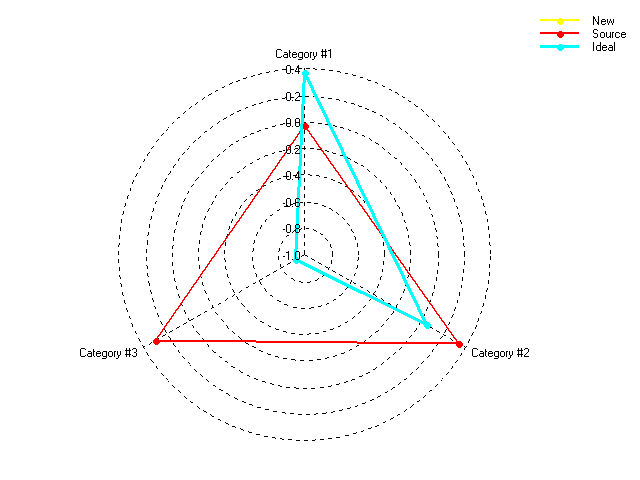 New
Source
Ideal
Category #1
0.4
0.2
0.0
-0.2
-0.4
-0.6
-0.8
-1.0
Category #3
Category #2